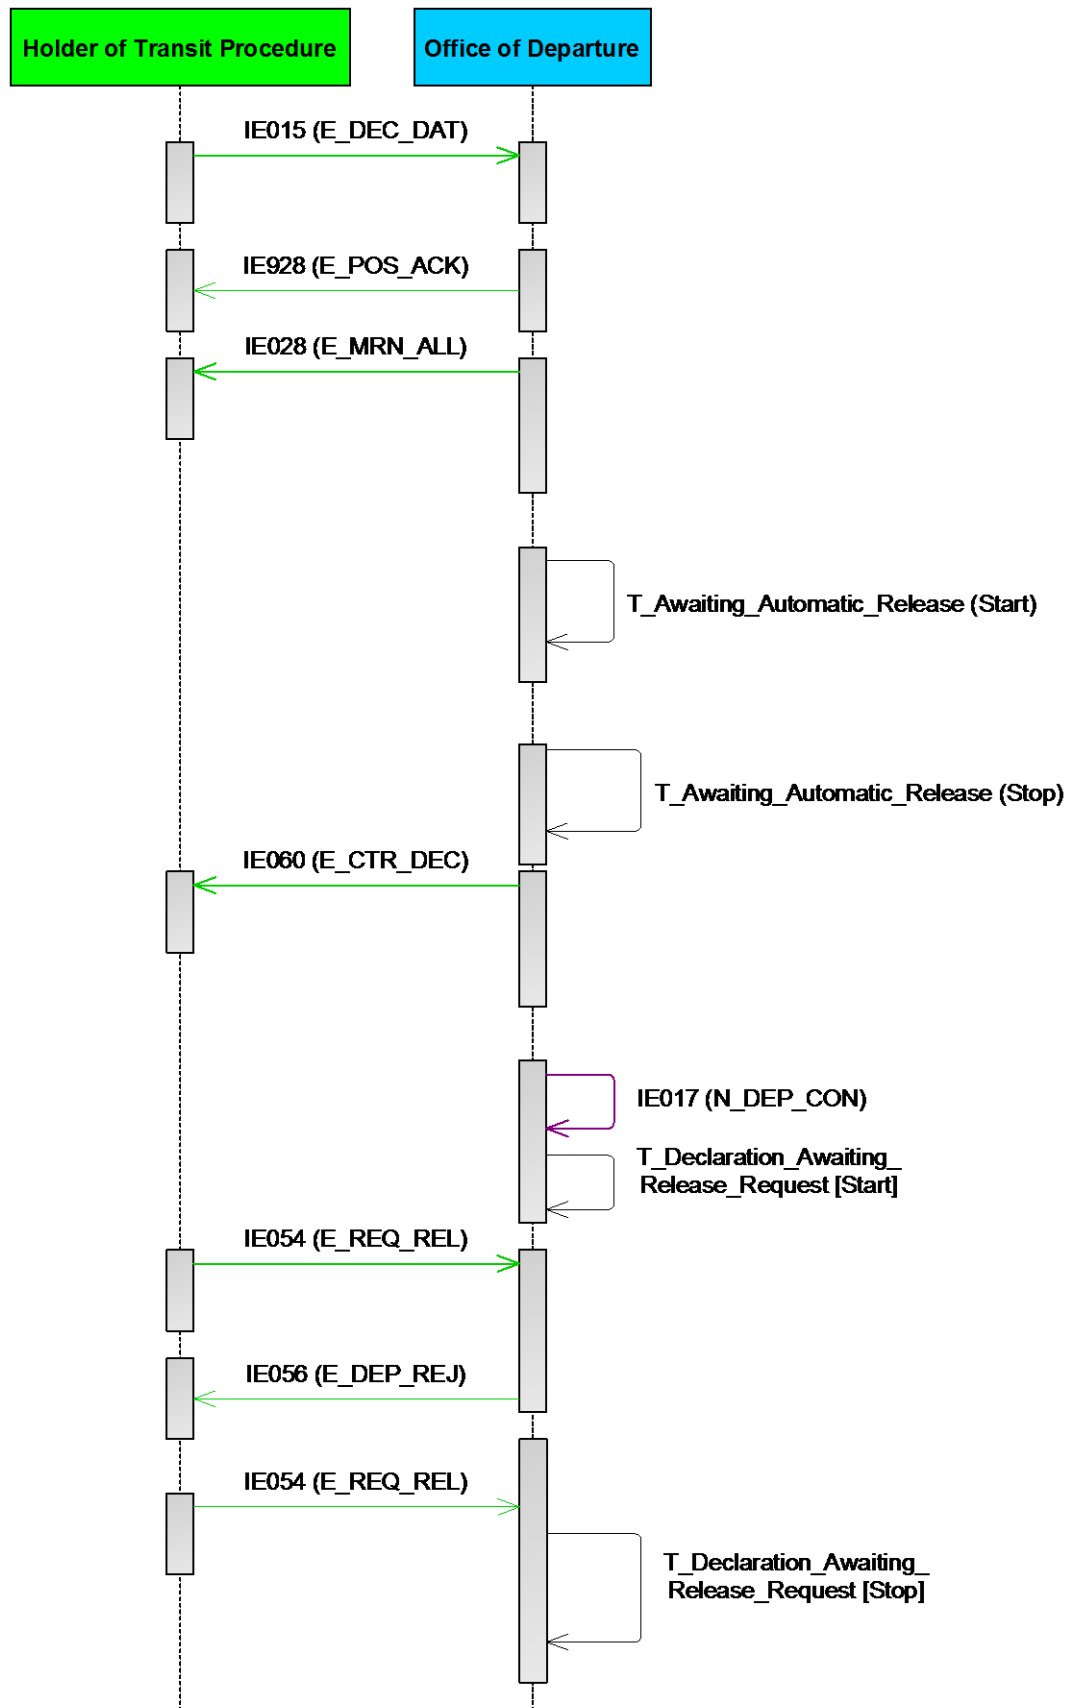 Holder of Transit Procedure
Office of Departure
IE015 (E_DEC_DAT)
IE928 (E_POS_ACK)
IE028 (E_MRN_ALL)
T_Awaiting_Automatic_Release (Start)
T_Awaiting_Automatic_Release (Stop)
IE060 (E_CTR_DEC)
IE017 (N_DEP_CON)
T_Declaration_Awaiting_
Release_Request [Start]
IE054 (E_REQ_REL)
IE056 (E_DEP_REJ)
IE054 (E_REQ_REL)
T_Declaration_Awaiting_
Release_Request [Stop]